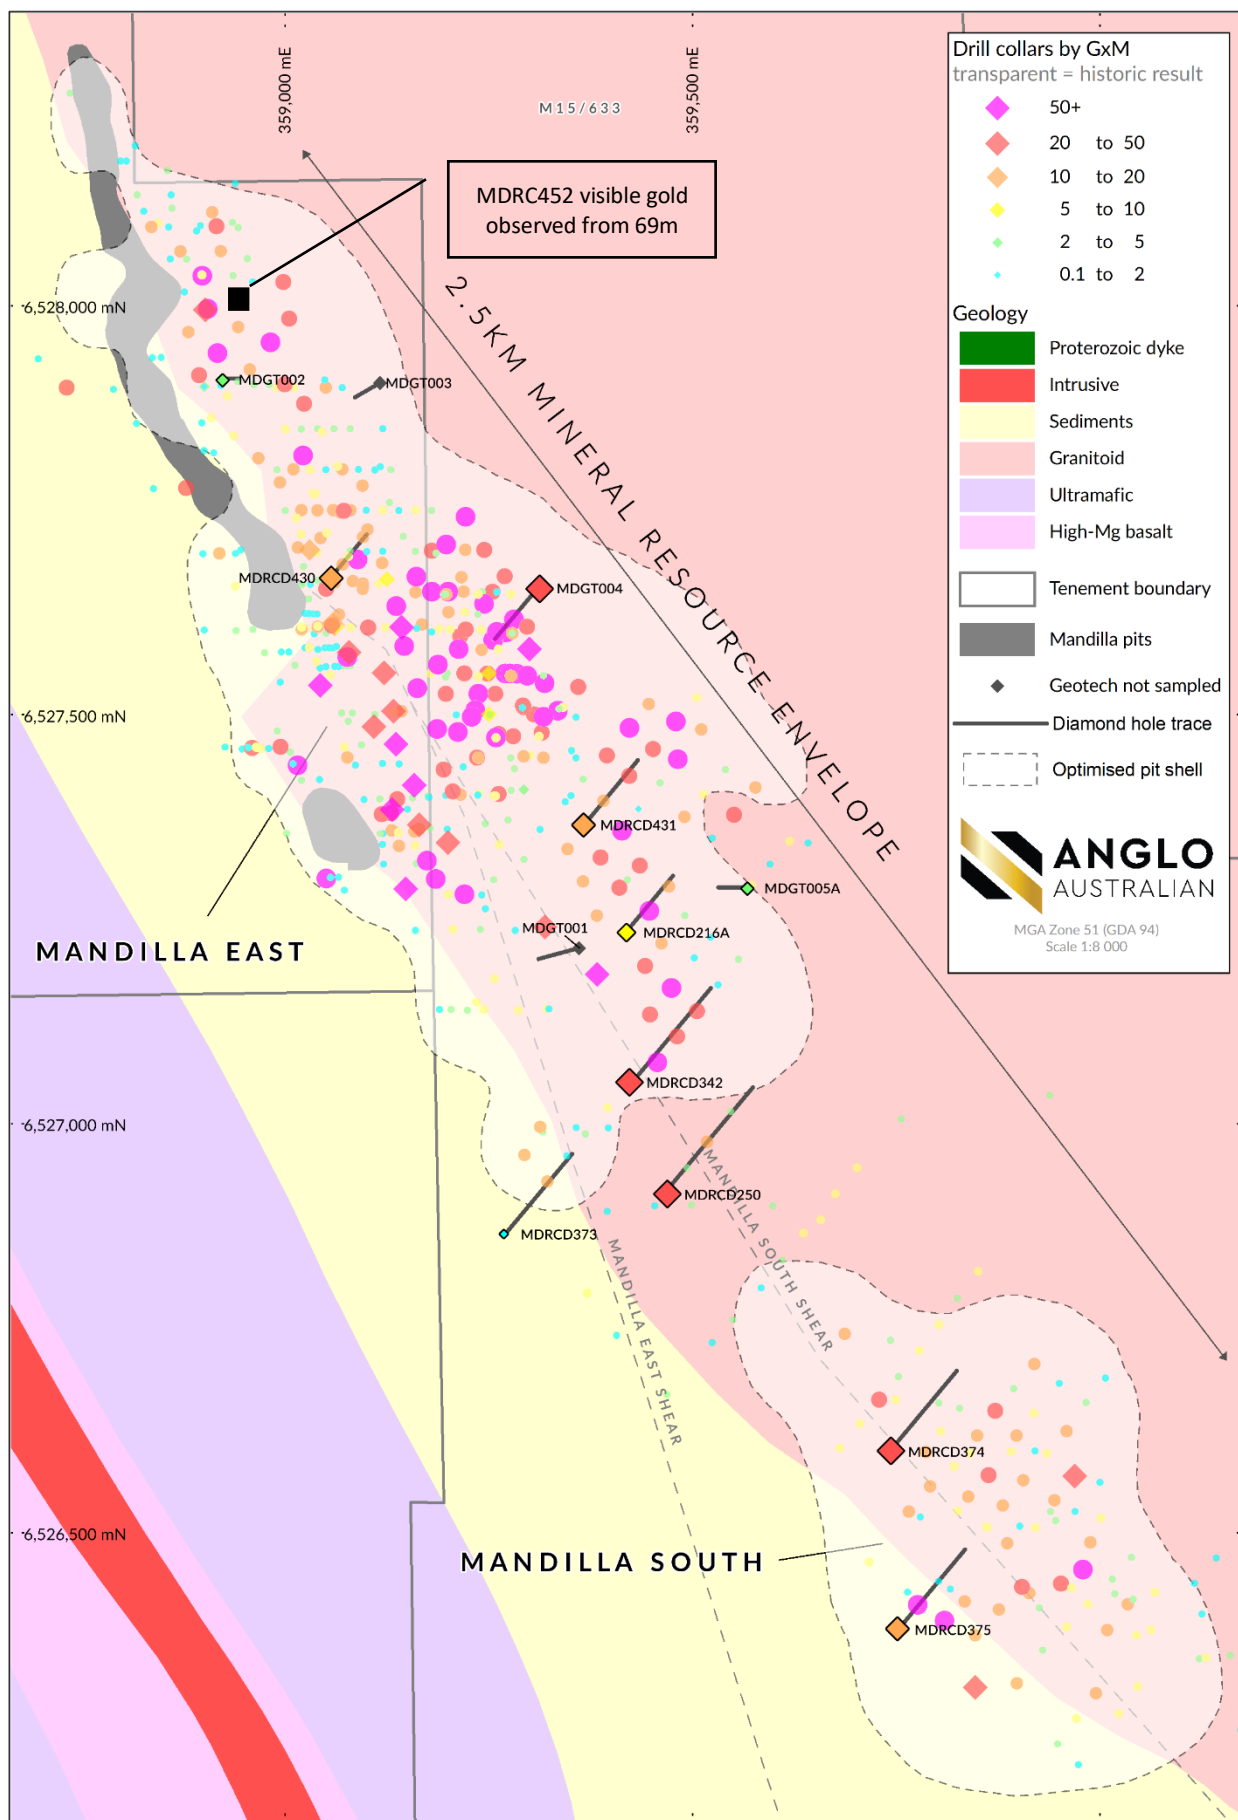 359,000 mE
359,500 mE
M15/633
Drill collars by GxM
transparent = historic result
50+
20 to 50
10 to 20
5 to 10
2 to 5
0.1 to 2
Geology
Proterozoic dyke
Intrusive
Sediments
Granitoid
Ultramafic
High-Mg basalt
Tenement boundary
Mandilla pits
Geotech not sampled
Diamond hole trace
Optimised pit shell
ANGLO
AUSTRALIAN
MGA Zone 51 (GDA 94)
Scale 1:8 000
MDRC452 visible gold
observed from 69m
2.5KM MINERAL RESOURCE ENVELOPE
6,528,000 mN
MDGT002
MDGT003
MDRCD430
MDGT004
6,527,500 mN
MDRCD431
MDGT005A
MDGT001
MDRCD216A
MANDILLA EAST
MDRCD342
6,527,000 mN
MDRCD250
MDRCD373
MANDILLA SOUTH SHEAR
MANDILLA EAST SHEAR
MDRCD374
6,526,500 mN
MANDILLA SOUTH
MDRCD375